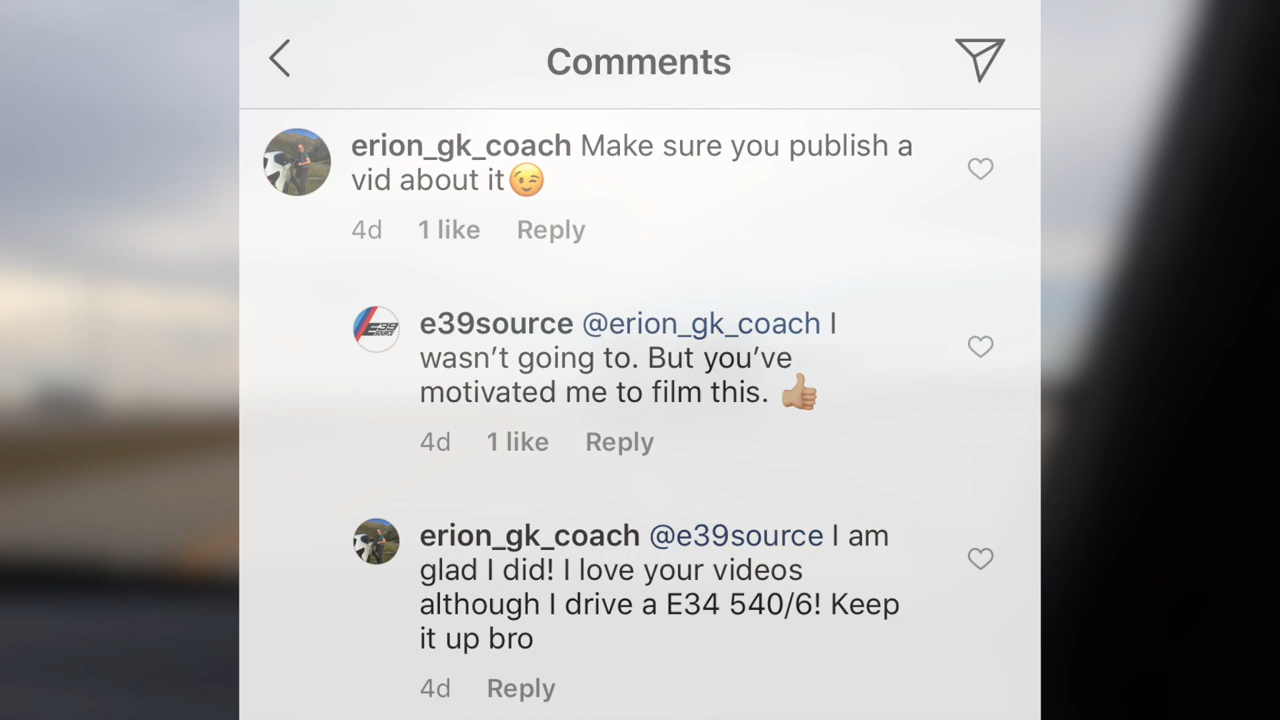 Comments
erion_gk_coach Make sure you publish a
vid about it😉
4d 1 like Reply
E39
SOURCE
e39source @erion_gk_coach I
wasn’t going to. But you’ve
motivated me to film this. 👍🏽
4d 1 like Reply
erion_gk_coach @e39source I am
glad I did! I love your videos
although I drive a E34 540/6! Keep
it up bro
4d Reply